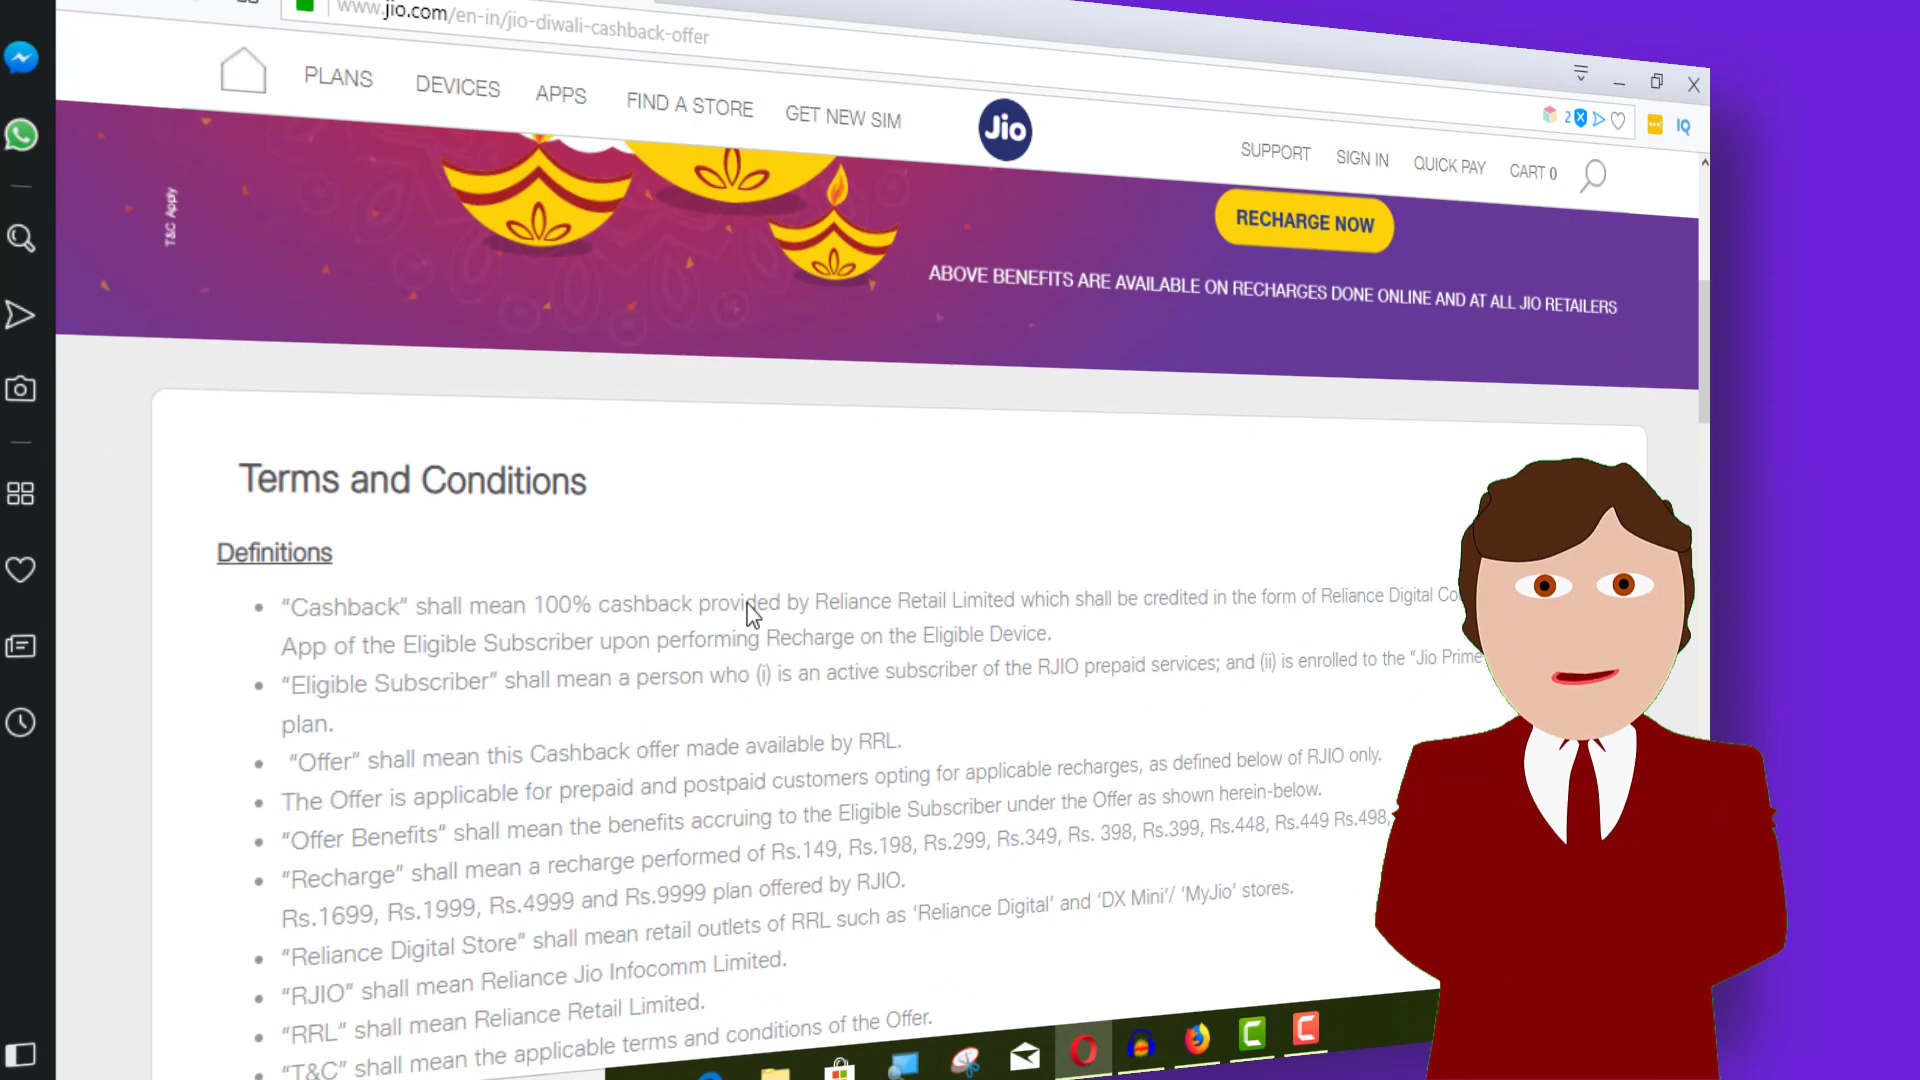 www.jio.com/en-in/jio-diwali-cashback-offer
PLANS DEVICES APPS FIND A STORE GET NEW SIM
Jio
SUPPORT SIGN IN QUICK PAY CART 0
2
IQ
T&C Apply
RECHARGE NOW
ABOVE BENEFITS ARE AVAILABLE ON RECHARGES DONE ONLINE AND AT ALL JIO RETAILERS
Terms and Conditions
Definitions
“Cashback” shall mean 100% cashback provided by Reliance Retail Limited which shall be credited in the form of Reliance Digital Co
App of the Eligible Subscriber upon performing Recharge on the Eligible Device.
“Eligible Subscriber” shall mean a person who (i) is an active subscriber of the RJIO prepaid services; and (ii) is enrolled to the “Jio Prime
plan.
“Offer” shall mean this Cashback offer made available by RRL.
The Offer is applicable for prepaid and postpaid customers opting for applicable recharges, as defined below of RJIO only.
“Offer Benefits” shall mean the benefits accruing to the Eligible Subscriber under the Offer as shown herein-below.
“Recharge” shall mean a recharge performed of Rs.149, Rs.198, Rs.299, Rs.349, Rs. 398, Rs.399, Rs.448, Rs.449 Rs.498,
Rs.1699, Rs.1999, Rs.4999 and Rs.9999 plan offered by RJIO.
“Reliance Digital Store” shall mean retail outlets of RRL such as ‘Reliance Digital’ and ‘DX Mini’/ ‘MyJio’ stores.
“RJIO” shall mean Reliance Jio Infocomm Limited.
“RRL” shall mean Reliance Retail Limited.
“T&C” shall mean the applicable terms and conditions of the Offer.